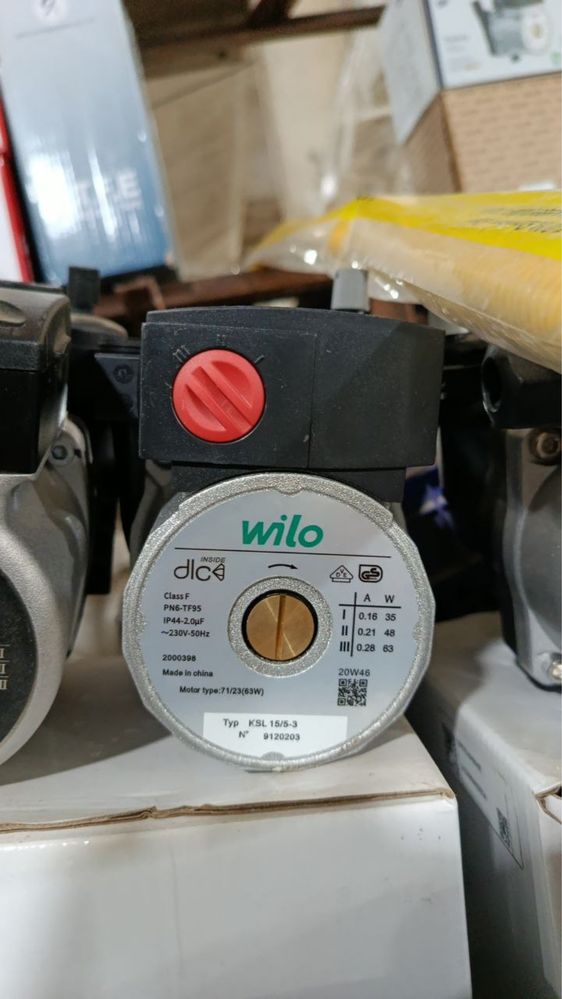 wilo
INSIDE
dlc
Class F
PN6-TF95
IP44-2.0µF
~230V-50Hz
2000398
Made in china
Motor type:71/23(63W)
A W
I 0.16 35
II 0.21 48
III 0.28 63
20W46
Typ KSL 15/5-3
N° 9120203